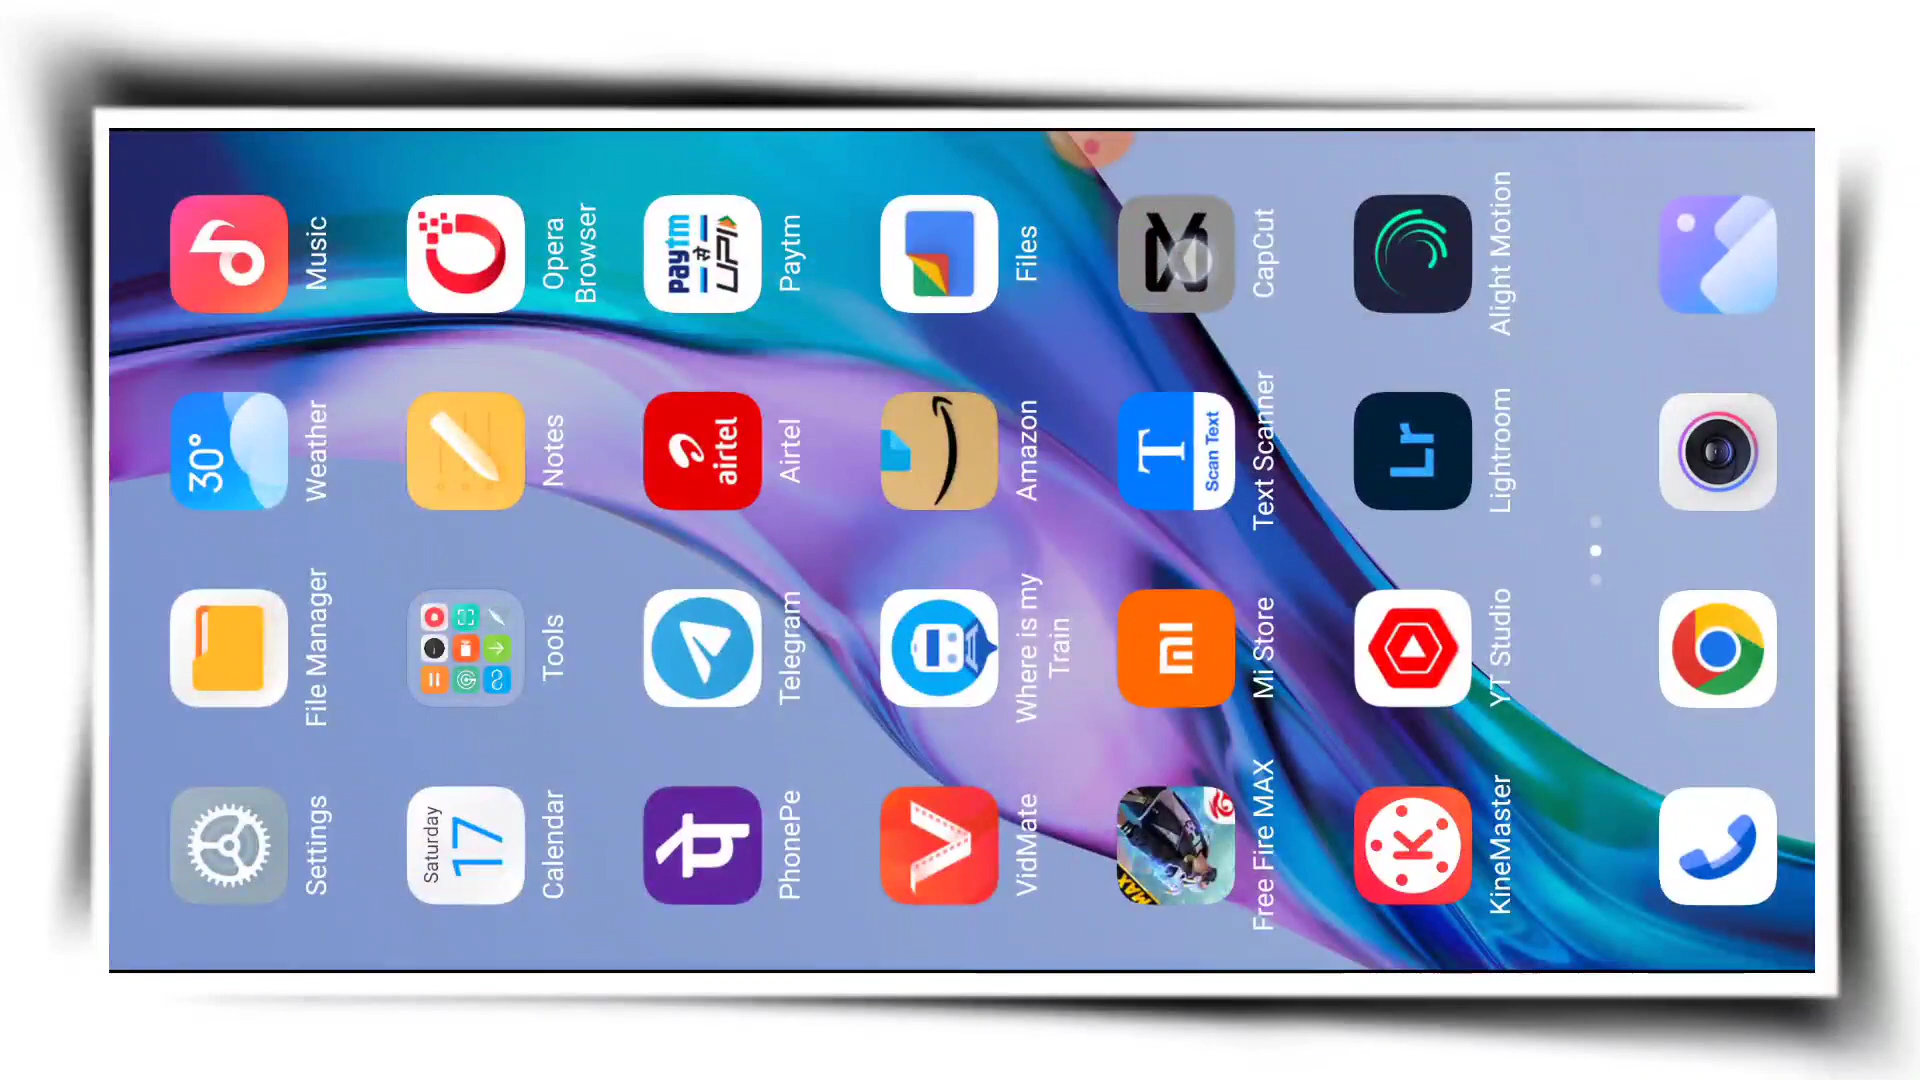 30°
Settings
File Manager
Weather
Music
Saturday
17
Calendar
Tools
Notes
Opera
Browser
पे
airtel
paytm
से
UPI
PhonePe
Telegram
Airtel
Paytm
VidMate
Where is my
Train
Amazon
Files
MAX
mi
T
Scan Text
Free Fire MAX
Mi Store
Text Scanner
CapCut
K
Lr
KineMaster
YT Studio
Lightroom
Alight Motion